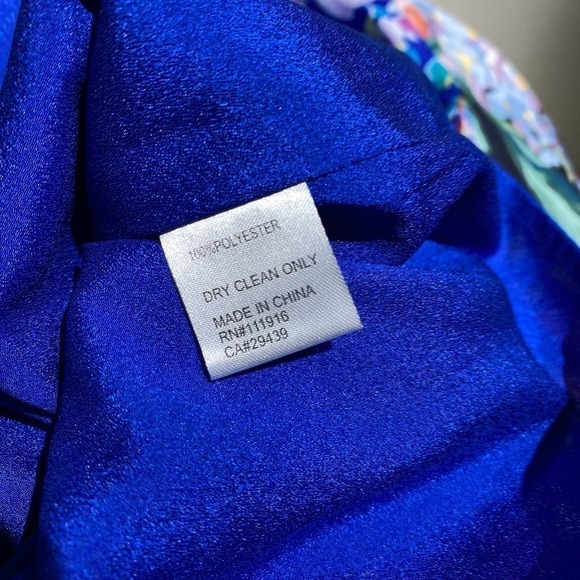 100%POLYESTER
DRY CLEAN ONLY
MADE IN CHINA
RN#111916
CA#29439